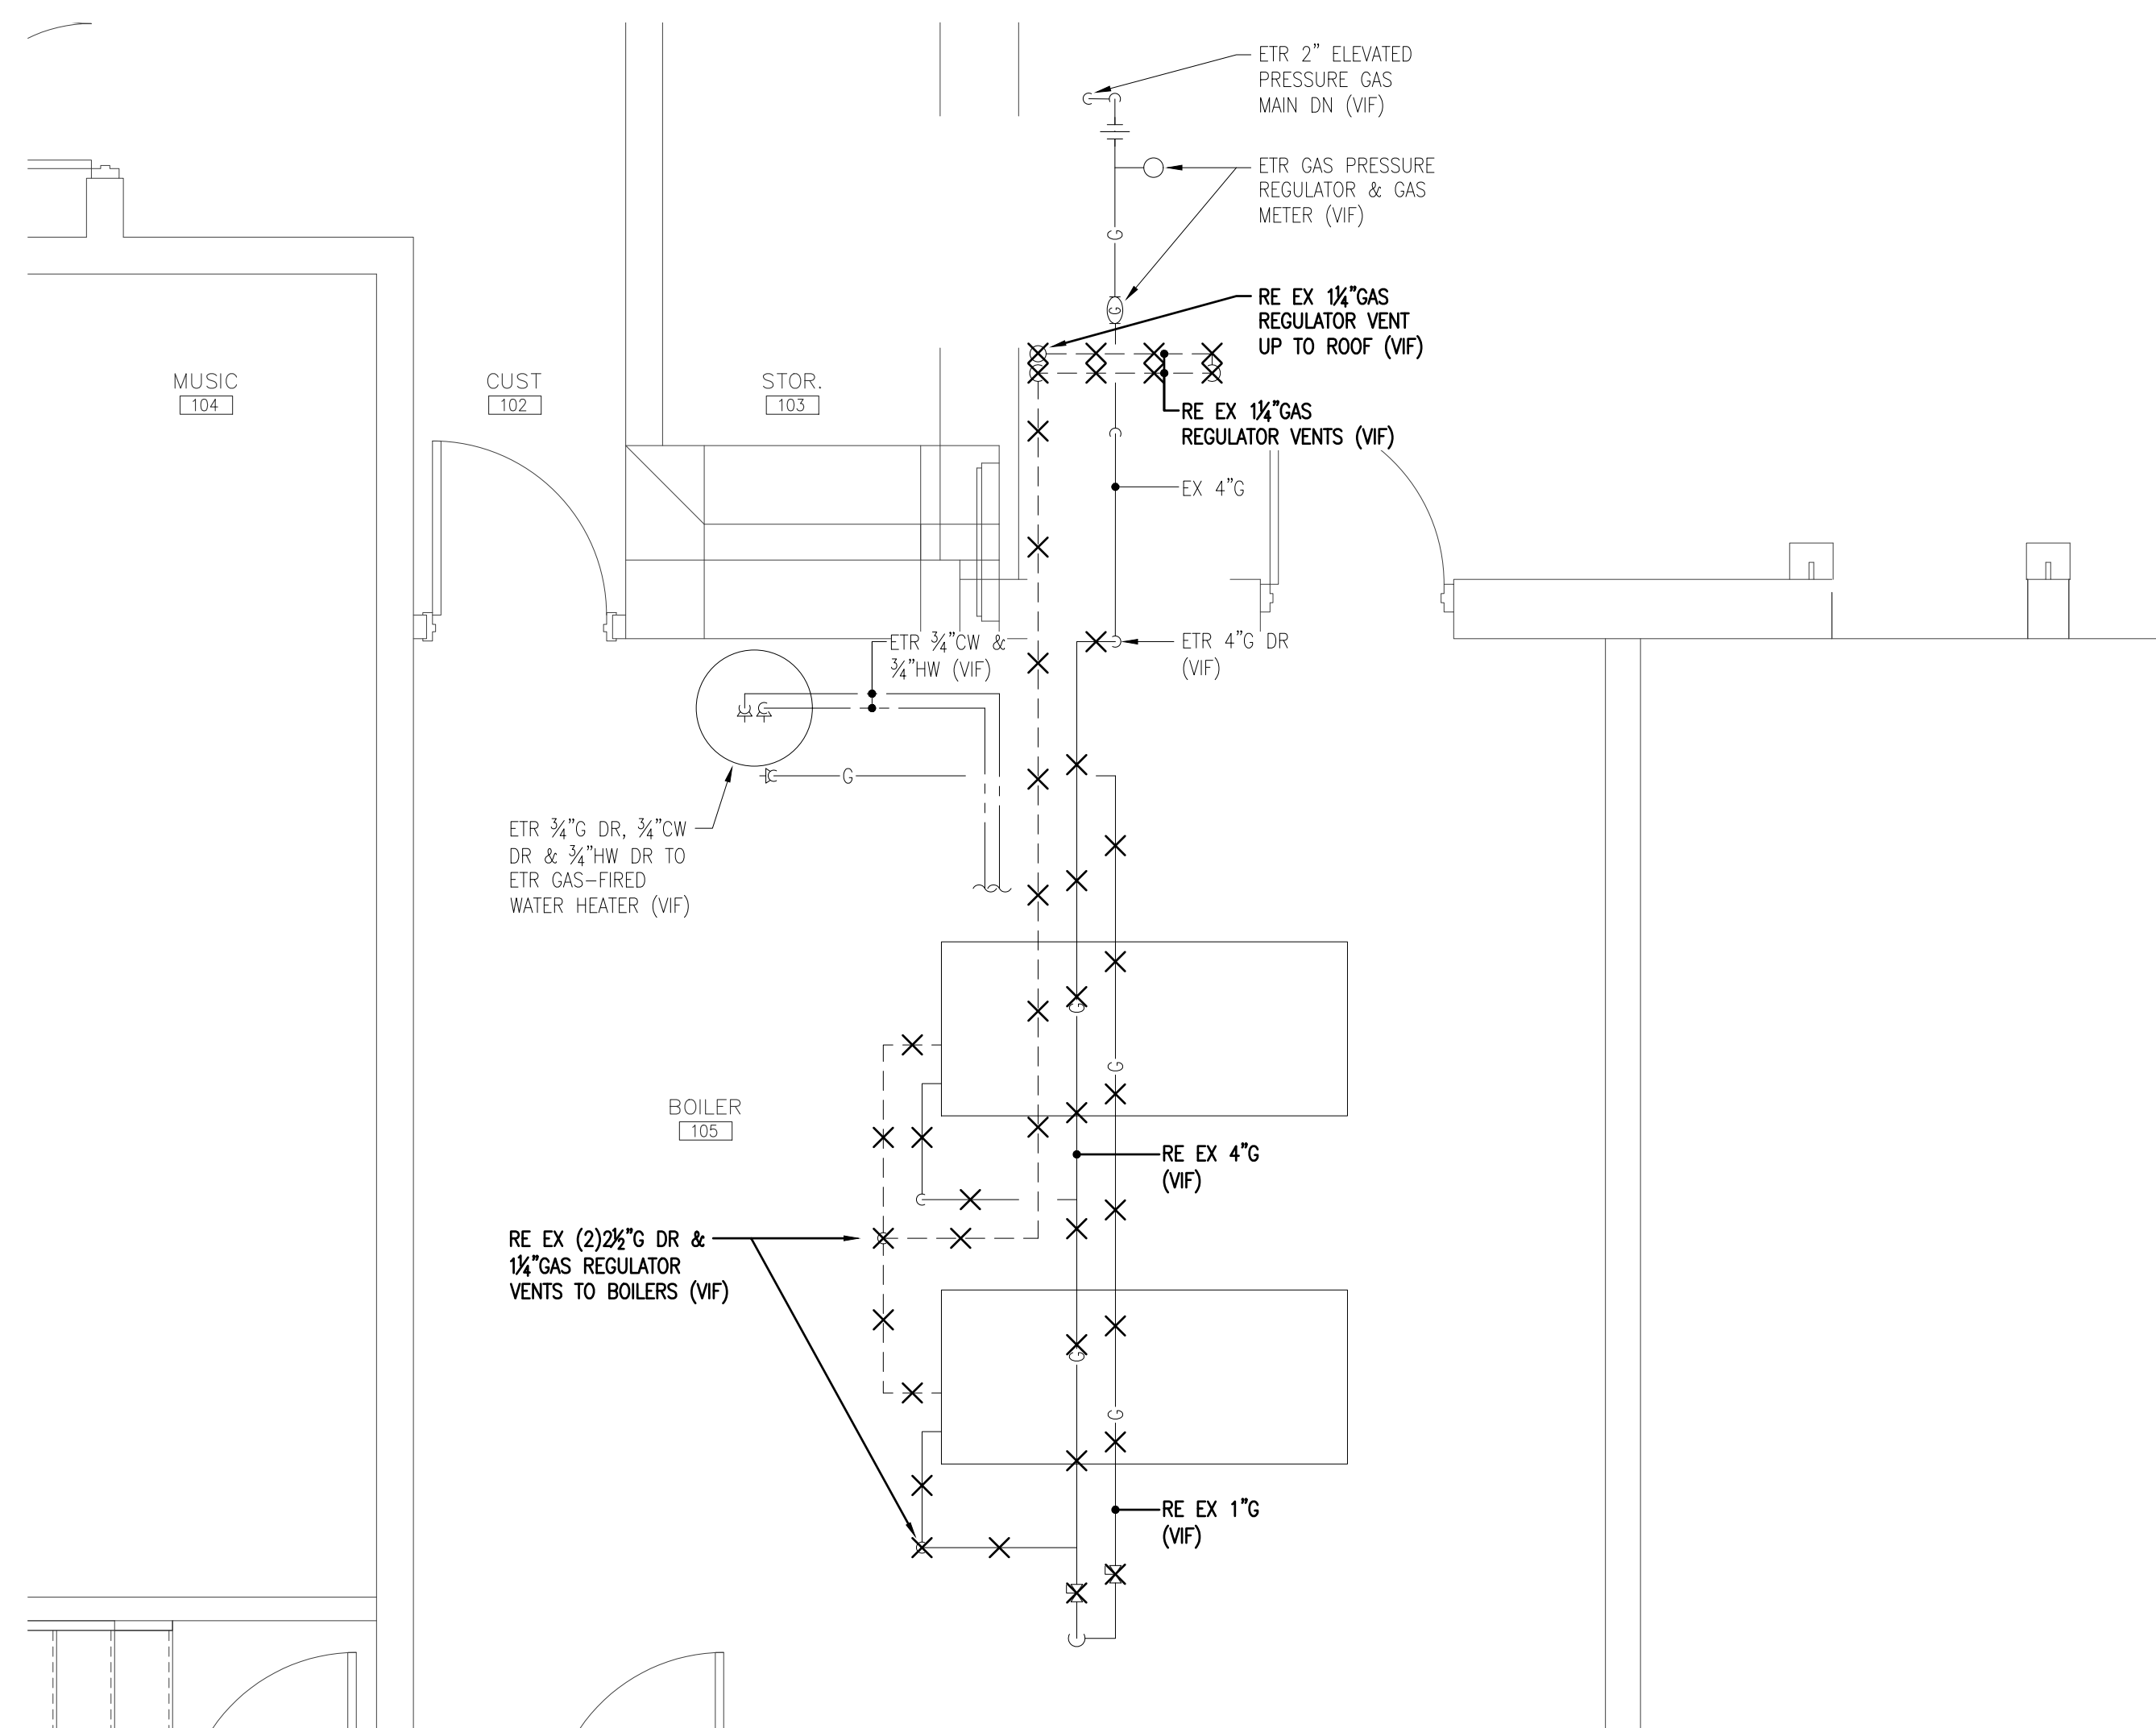 ETR 2" ELEVATED
PRESSURE GAS
MAIN DN (VIF)
ETR GAS PRESSURE
REGULATOR & GAS
METER (VIF)
G
G
RE EX 1¼"GAS
REGULATOR VENT
UP TO ROOF (VIF)
MUSIC
104
CUST
102
STOR.
103
RE EX 1¼"GAS
REGULATOR VENTS (VIF)
EX 4"G
ETR ¾"CW &
¾"HW (VIF)
ETR 4"G DR
(VIF)
G
ETR ¾"G DR, ¾"CW
DR & ¾"HW DR TO
ETR GAS-FIRED
WATER HEATER (VIF)
G
G
BOILER
105
RE EX 4"G
(VIF)
RE EX (2)2½"G DR &
1¼"GAS REGULATOR
VENTS TO BOILERS (VIF)
G
G
RE EX 1"G
(VIF)